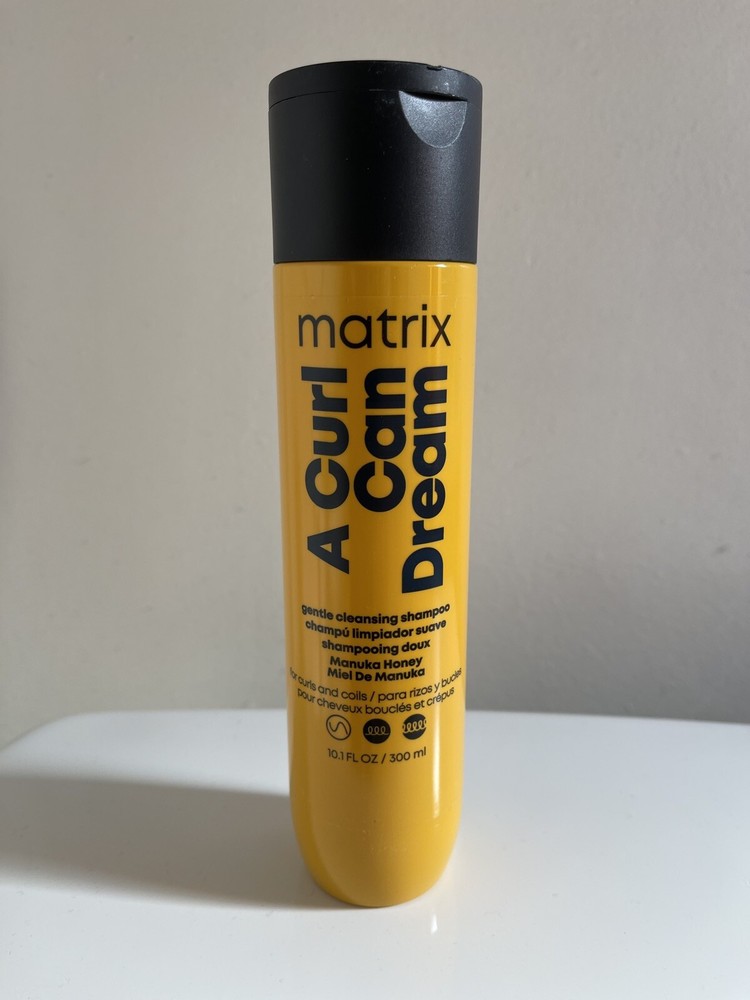 matrix
A Curl
Can
Dream
gentle cleansing shampoo
champú limpiador suave
shampooing doux
Manuka Honey
Miel De Manuka
for curls and coils / para rizos y bucles
pour cheveux bouclés et crépus
10.1 FL OZ / 300 ml